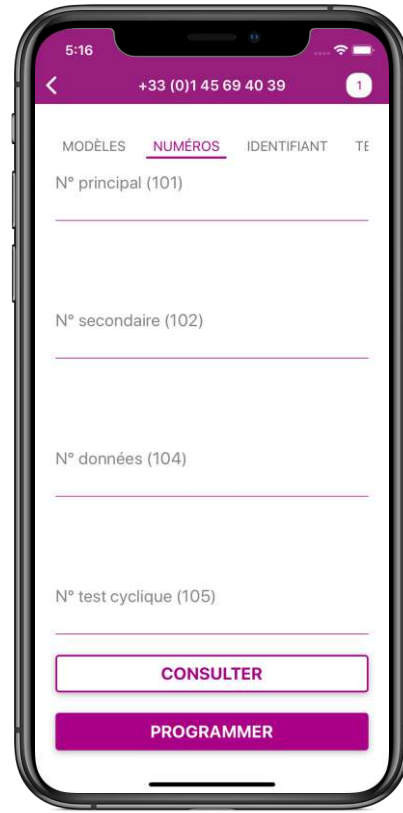 5:16
+33 (0)1 45 69 40 39
1
MODÈLES NUMÉROS IDENTIFIANT TE
N° principal (101)
N° secondaire (102)
N° données (104)
N° test cyclique (105)
CONSULTER
PROGRAMMER